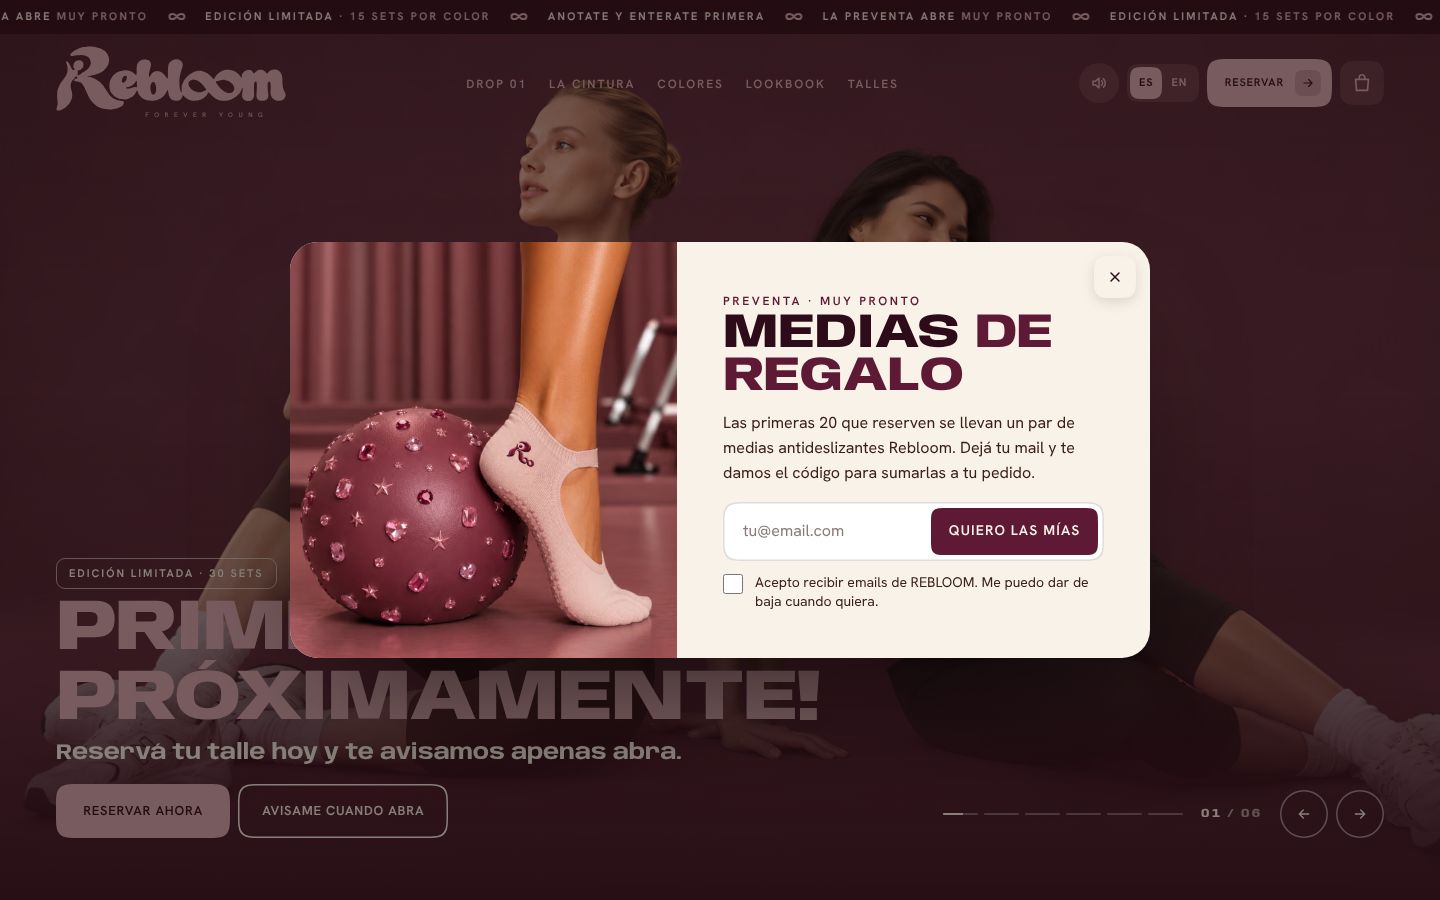 A ABRE MUY PRONTO
EDICIÓN LIMITADA · 15 SETS POR COLOR
ANOTATE Y ENTERATE PRIMERA
LA PREVENTA ABRE MUY PRONTO
EDICIÓN LIMITADA · 15 SETS POR COLOR
Rebloom
FOREVER YOUNG
DROP 01
LA CINTURA
COLORES
LOOKBOOK
TALLES
ES
EN
RESERVAR
PREVENTA · MUY PRONTO
MEDIAS DE
REGALO
Las primeras 20 que reserven se llevan un par de
medias antideslizantes Rebloom. Dejá tu mail y te
damos el código para sumarlas a tu pedido.
tu@email.com
QUIERO LAS MÍAS
Acepto recibir emails de REBLOOM. Me puedo dar de
baja cuando quiera.
EDICIÓN LIMITADA · 30 SETS
PRÓXIMAMENTE!
Reservá tu talle hoy y te avisamos apenas abra.
RESERVAR AHORA
AVISAME CUANDO ABRA
01 / 06